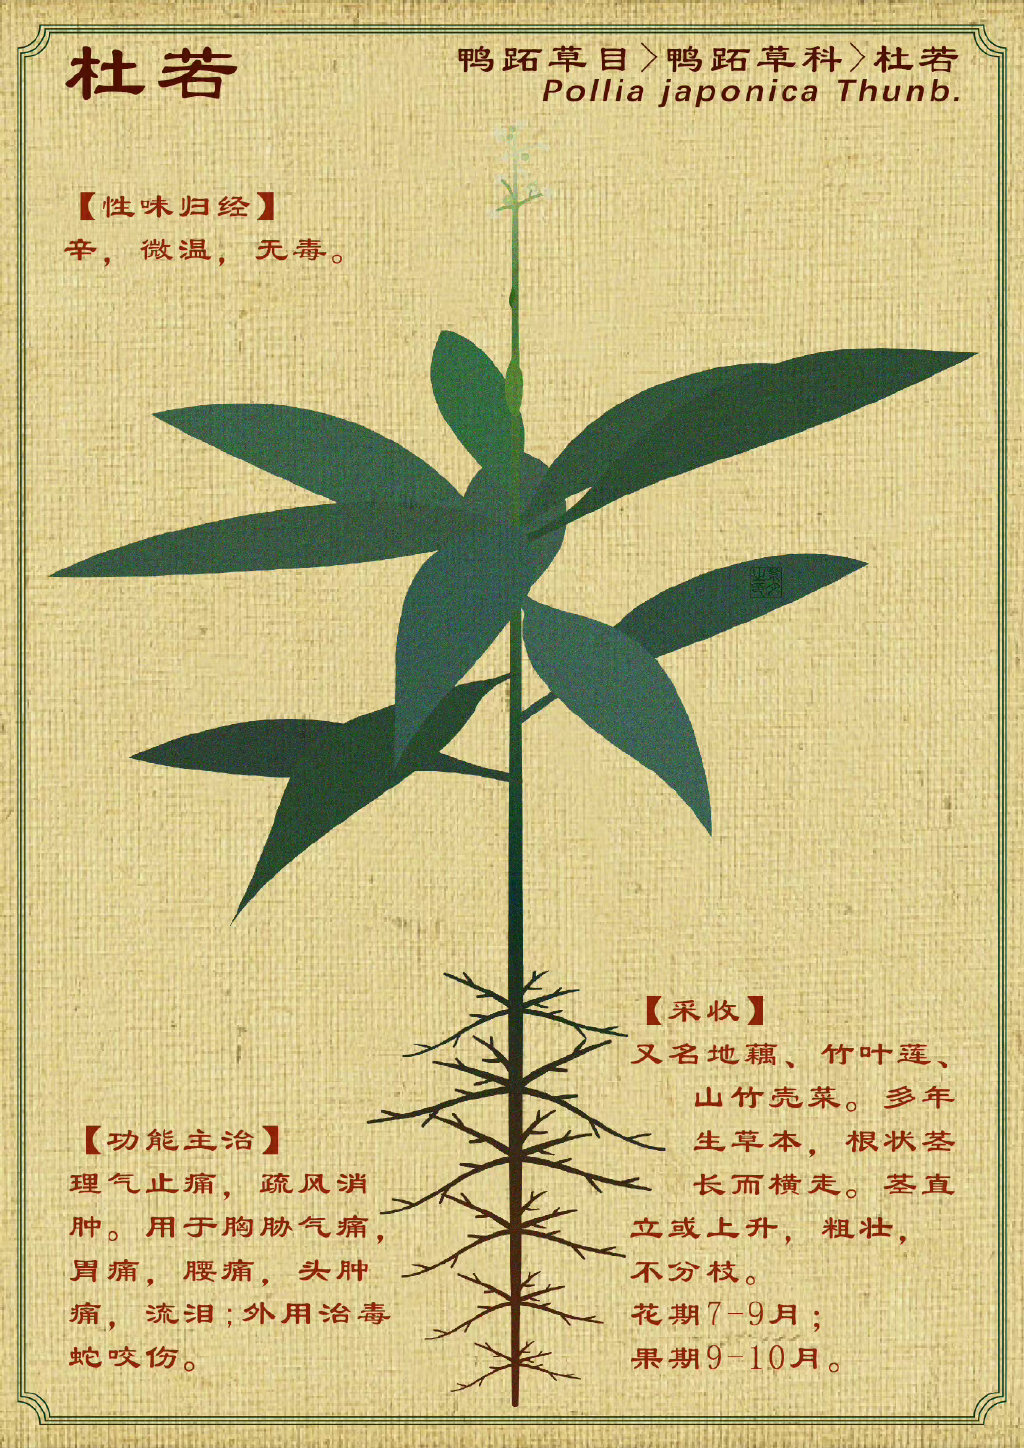 杜若
鸭跖草目>鸭跖草科>杜若
Pollia japonica Thunb.
【性味归经】
辛，微温，无毒。
【功能主治】
理气止痛，疏风消
肿。用于胸胁气痛，
胃痛，腰痛，头肿
痛，流泪;外用治毒
蛇咬伤。
【采收】
又名地藕、竹叶莲、
山竹壳菜。多年
生草本，根状茎
长而横走。茎直
立或上升，粗壮，
不分枝。
花期7-9月；
果期9-10月。